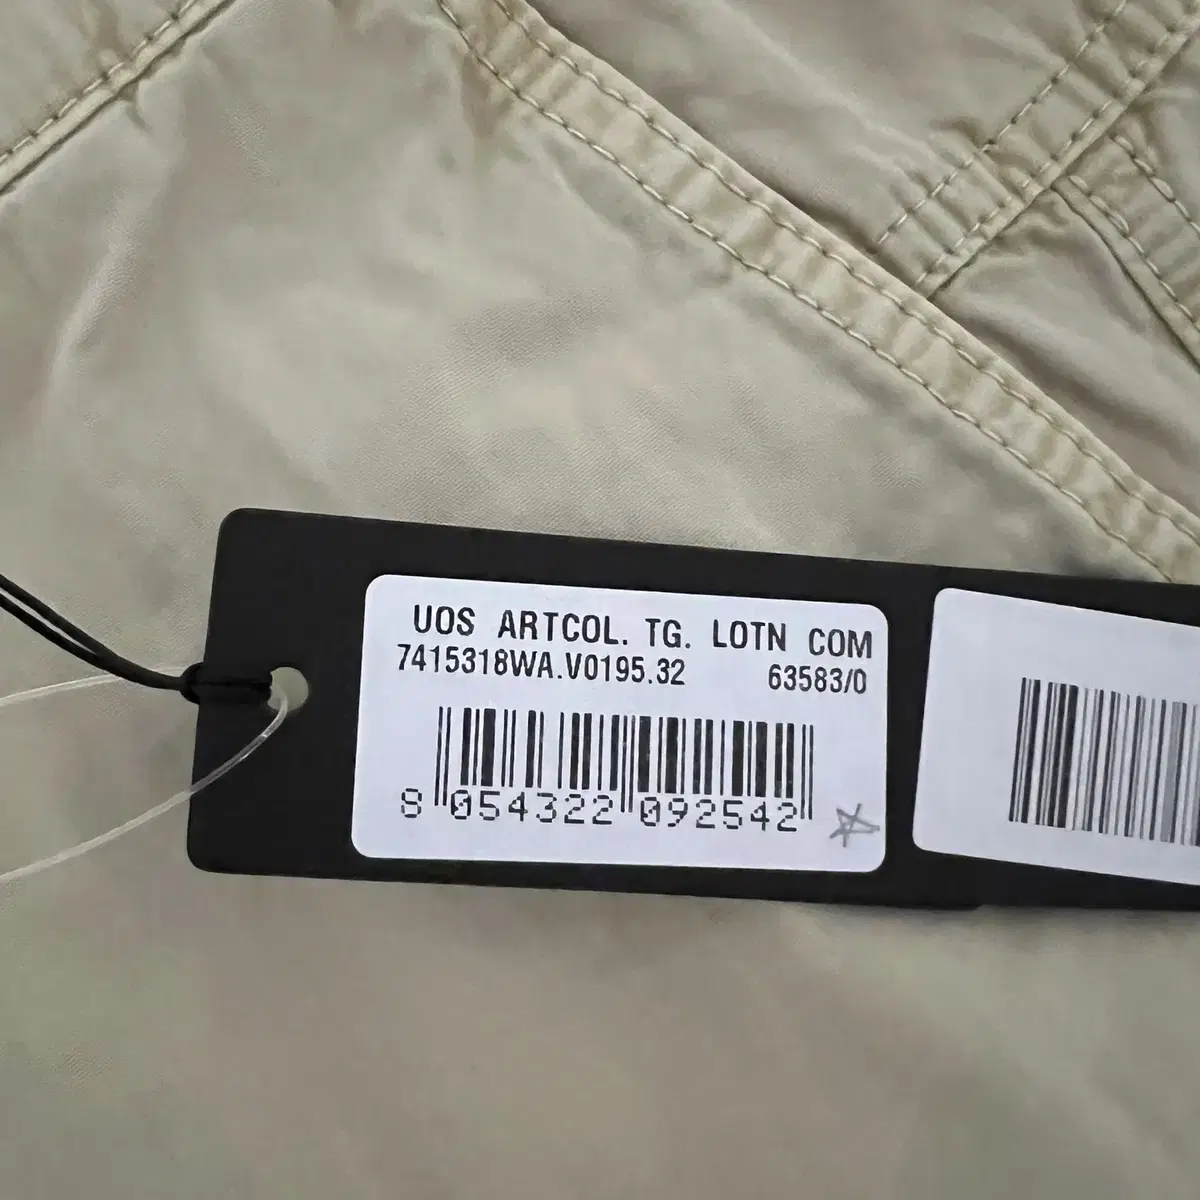 UOS ARTCOL. TG. LOTN COM
7415318WA.V0195.32 63583/0
8 054322 092542